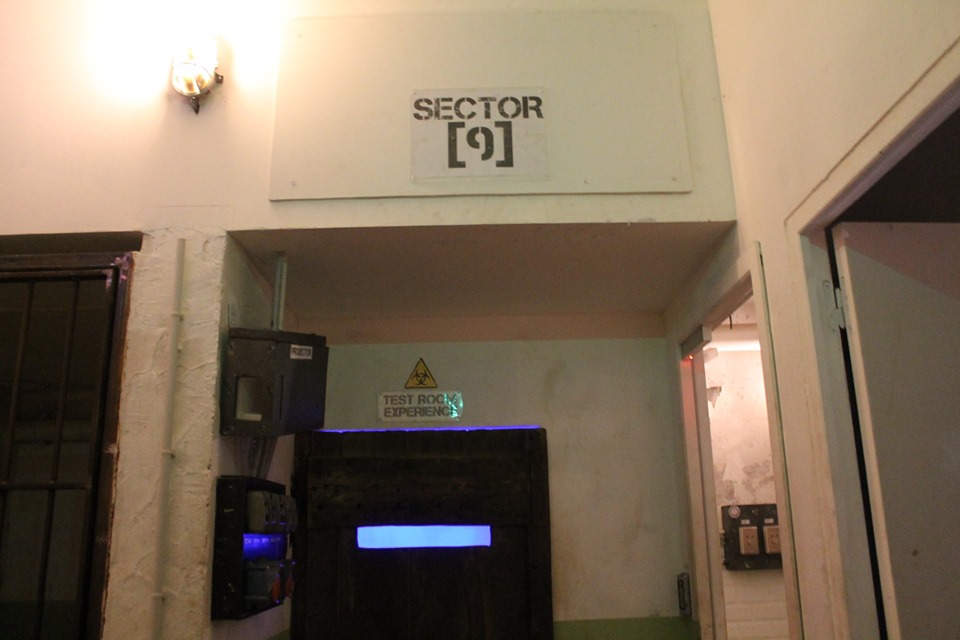 SECTOR
[9]
TEST ROOM
EXPERIENCE